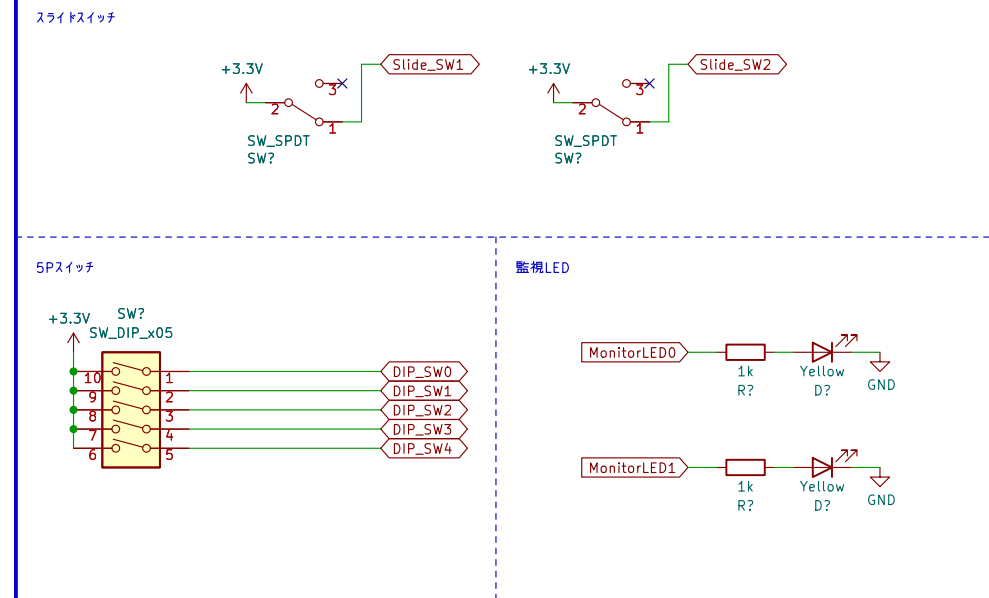 スライドスイッチ
+3.3V
3
2
1
Slide_SW1
SW_SPDT
SW?
+3.3V
3
2
1
Slide_SW2
SW_SPDT
SW?
5Pスイッチ
+3.3V
SW?
SW_DIP_x05
10 1 DIP_SW0
9 2 DIP_SW1
8 3 DIP_SW2
7 4 DIP_SW3
6 5 DIP_SW4
監視LED
MonitorLED0
1k
R?
Yellow
D?
GND
MonitorLED1
1k
R?
Yellow
D?
GND